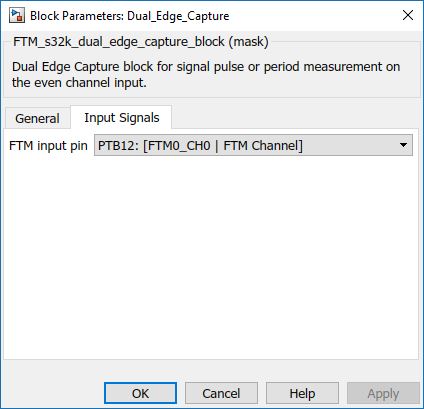 Block Parameters: Dual_Edge_Capture
FTM_s32k_dual_edge_capture_block (mask)
Dual Edge Capture block for signal pulse or period measurement on
the even channel input.
General Input Signals
FTM input pin PTB12: [FTM0_CH0 | FTM Channel]
OK Cancel Help Apply